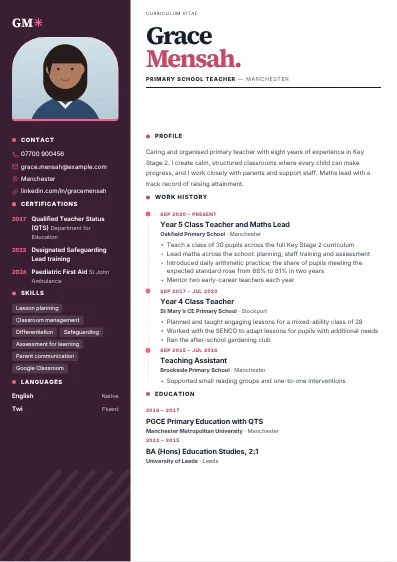 GM✳
CONTACT
07700 900456
grace.mensah@example.com
Manchester
linkedin.com/in/gracemensah
CERTIFICATIONS
2017 Qualified Teacher Status
(QTS) Department for
Education
2023 Designated Safeguarding
Lead training
2024 Paediatric First Aid St John
Ambulance
SKILLS
Lesson planning
Classroom management
Differentiation Safeguarding
Assessment for learning
Parent communication
Google Classroom
LANGUAGES
English Native
Twi Fluent
CURRICULUM VITAE
Grace
Mensah.
PRIMARY SCHOOL TEACHER — MANCHESTER
PROFILE
Caring and organised primary teacher with eight years of experience in Key
Stage 2. I create calm, structured classrooms where every child can make
progress, and I work closely with parents and support staff. Maths lead with a
track record of raising attainment.
WORK HISTORY
SEP 2020 – PRESENT
Year 5 Class Teacher and Maths Lead
Oakfield Primary School · Manchester
• Teach a class of 30 pupils across the full Key Stage 2 curriculum
• Lead maths across the school: planning, staff training and assessment
• Introduced daily arithmetic practice; the share of pupils meeting the
expected standard rose from 68% to 81% in two years
• Mentor two early-career teachers each year
SEP 2017 – JUL 2020
Year 4 Class Teacher
St Mary's CE Primary School · Stockport
• Planned and taught engaging lessons for a mixed-ability class of 28
• Worked with the SENCO to adapt lessons for pupils with additional needs
• Ran the after-school gardening club
SEP 2015 – JUL 2016
Teaching Assistant
Brookside Primary School · Manchester
• Supported small reading groups and one-to-one interventions
EDUCATION
2016 – 2017
PGCE Primary Education with QTS
Manchester Metropolitan University · Manchester
2012 – 2015
BA (Hons) Education Studies, 2:1
University of Leeds · Leeds